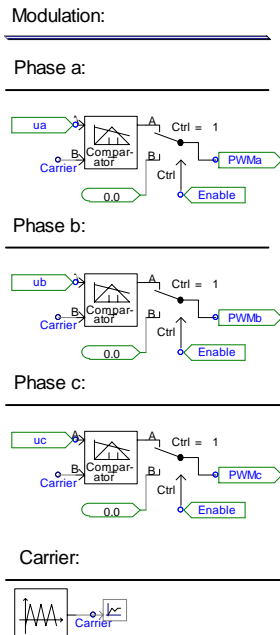 Modulation:
Phase a:
ua
A
B
Carrier
Compar-
ator
A
B
Ctrl = 1
Ctrl
PWMa
0.0
Enable
Phase b:
ub
A
B
Carrier
Compar-
ator
A
B
Ctrl = 1
Ctrl
PWMb
0.0
Enable
Phase c:
uc
A
B
Carrier
Compar-
ator
A
B
Ctrl = 1
Ctrl
PWMc
0.0
Enable
Carrier:
Carrier